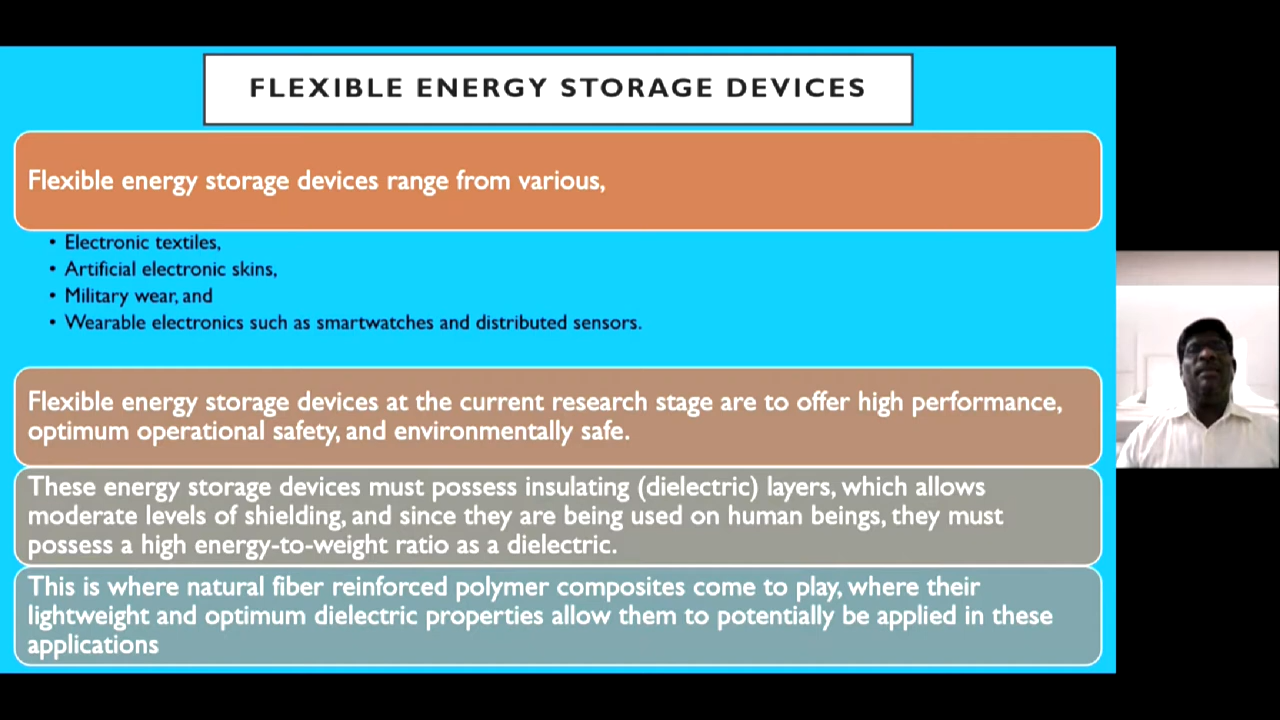 FLEXIBLE ENERGY STORAGE DEVICES
Flexible energy storage devices range from various,
• Electronic textiles,
• Artificial electronic skins,
• Military wear, and
• Wearable electronics such as smartwatches and distributed sensors.
Flexible energy storage devices at the current research stage are to offer high performance,
optimum operational safety, and environmentally safe.
These energy storage devices must possess insulating (dielectric) layers, which allows
moderate levels of shielding, and since they are being used on human beings, they must
possess a high energy-to-weight ratio as a dielectric.
This is where natural fiber reinforced polymer composites come to play, where their
lightweight and optimum dielectric properties allow them to potentially be applied in these
applications